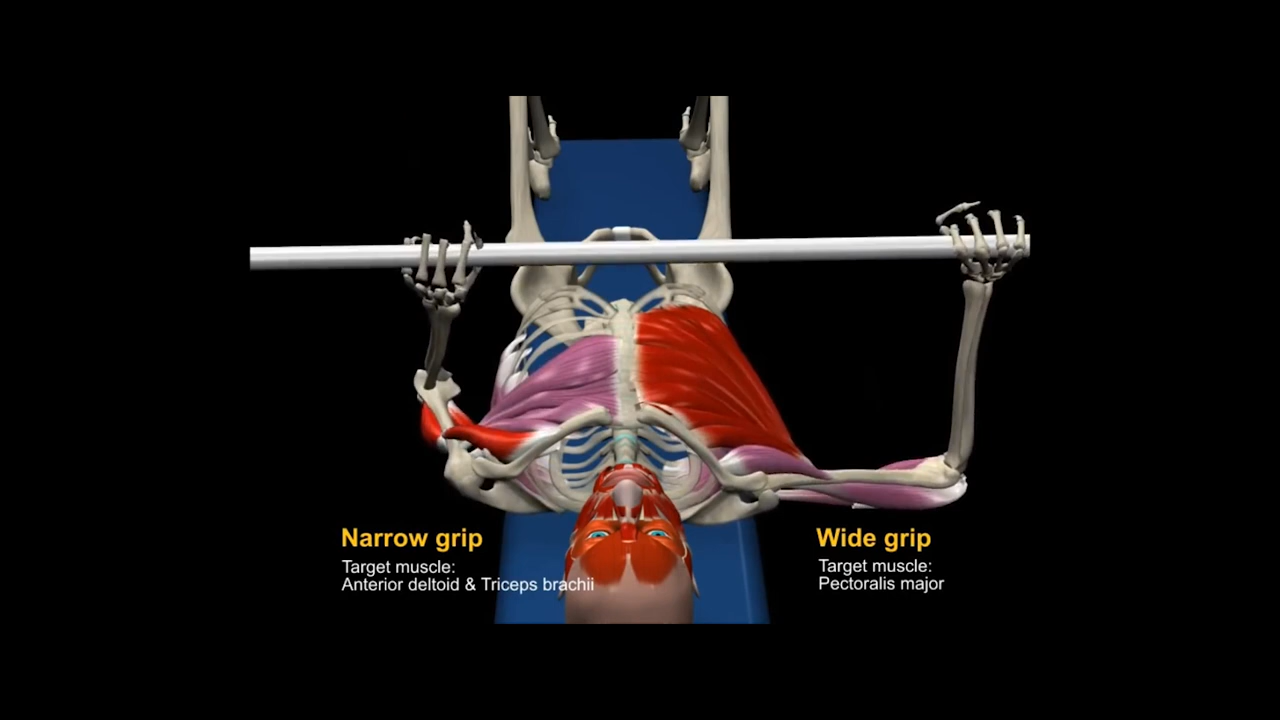 Narrow grip
Target muscle:
Anterior deltoid & Triceps brachii
Wide grip
Target muscle:
Pectoralis major